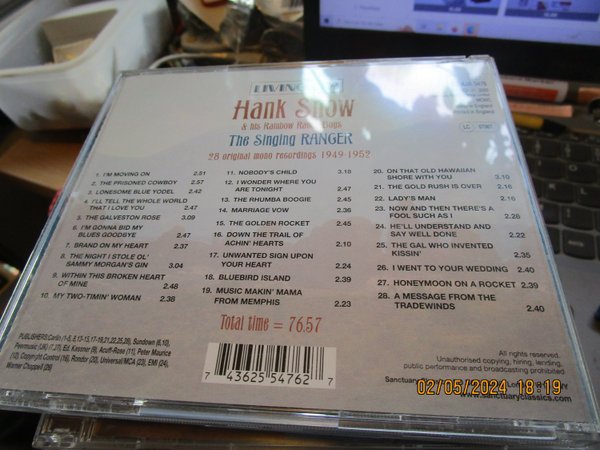 Hank Snow
& his Rainbow Ranch Boys
The Singing RANGER
28 original mono recordings 1949-1952
1. I'M MOVING ON 2.51
2. THE PRISONED COWBOY 2.57
3. LONESOME BLUE YODEL 2.42
4. I'LL TELL THE WHOLE WORLD
THAT I LOVE YOU 2.47
5. THE GALVESTON ROSE 3.09
6. I'M GONNA BID MY
BLUES GOODBYE 2.47
7. BRAND ON MY HEART 2.37
8. THE NIGHT I STOLE OL'
SAMMY MORGAN'S GIN 3.04
9. WITHIN THIS BROKEN HEART
OF MINE 2.48
10. MY TWO-TIMIN' WOMAN 2.38
11. NOBODY'S CHILD 3.18
12. I WONDER WHERE YOU
ARE TONIGHT 2.41
13. THE RHUMBA BOOGIE 2.45
14. MARRIAGE VOW 2.36
15. THE GOLDEN ROCKET 2.45
16. DOWN THE TRAIL OF
ACHIN' HEARTS 2.10
17. UNWANTED SIGN UPON
YOUR HEART 2.24
18. BLUEBIRD ISLAND 2.39
19. MUSIC MAKIN' MAMA
FROM MEMPHIS 2.23
20. ON THAT OLD HAWAIIAN
SHORE WITH YOU 3.10
21. THE GOLD RUSH IS OVER 2.16
22. LADY'S MAN 2.16
23. NOW AND THEN THERE'S A
FOOL SUCH AS I 2.28
24. HE'LL UNDERSTAND AND
SAY WELL DONE 2.22
25. THE GAL WHO INVENTED
KISSIN' 2.35
26. I WENT TO YOUR WEDDING 2.40
27. HONEYMOON ON A ROCKET 2.39
28. A MESSAGE FROM THE
TRADEWINDS 2.40
Total time = 76.57
7 43625 54762 7
All rights reserved.
Unauthorised copying, hiring, lending,
public performance and broadcasting prohibited
www.sanctuaryclassics.com
02/05/2024 18:19